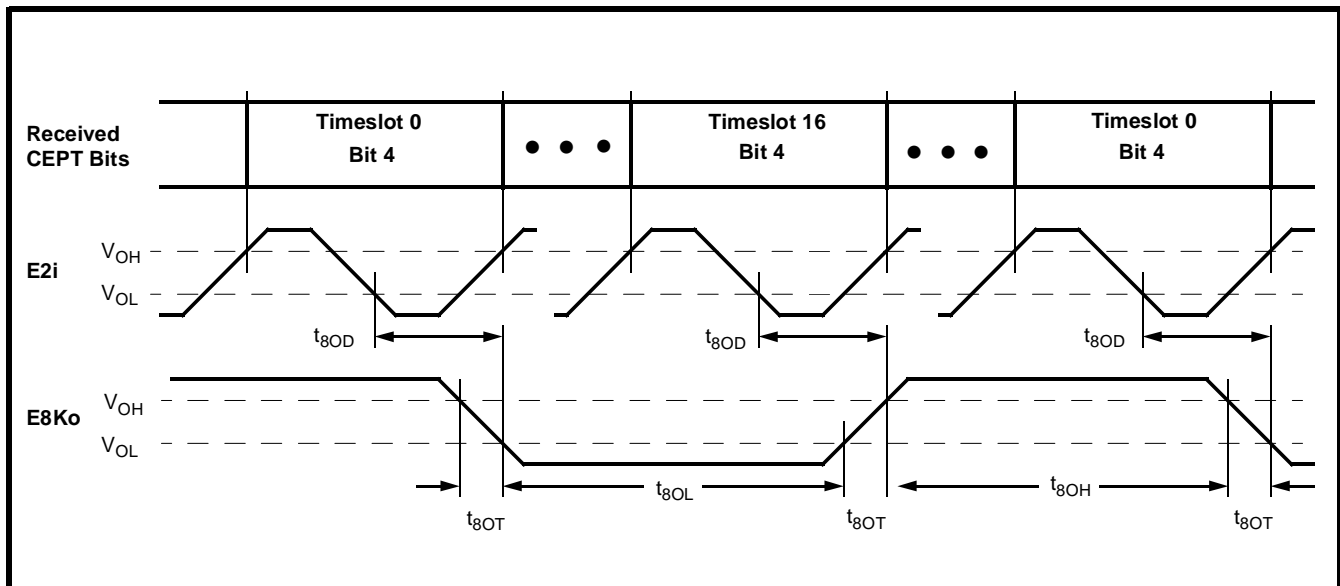 Received
CEPT Bits
Timeslot 0
Bit 4
• • •
Timeslot 16
Bit 4
• • •
Timeslot 0
Bit 4
E2i
VOH
VOL
t8OD
t8OD
t8OD
E8Ko
VOH
VOL
t8OT
t8OL
t8OT
t8OH
t8OT